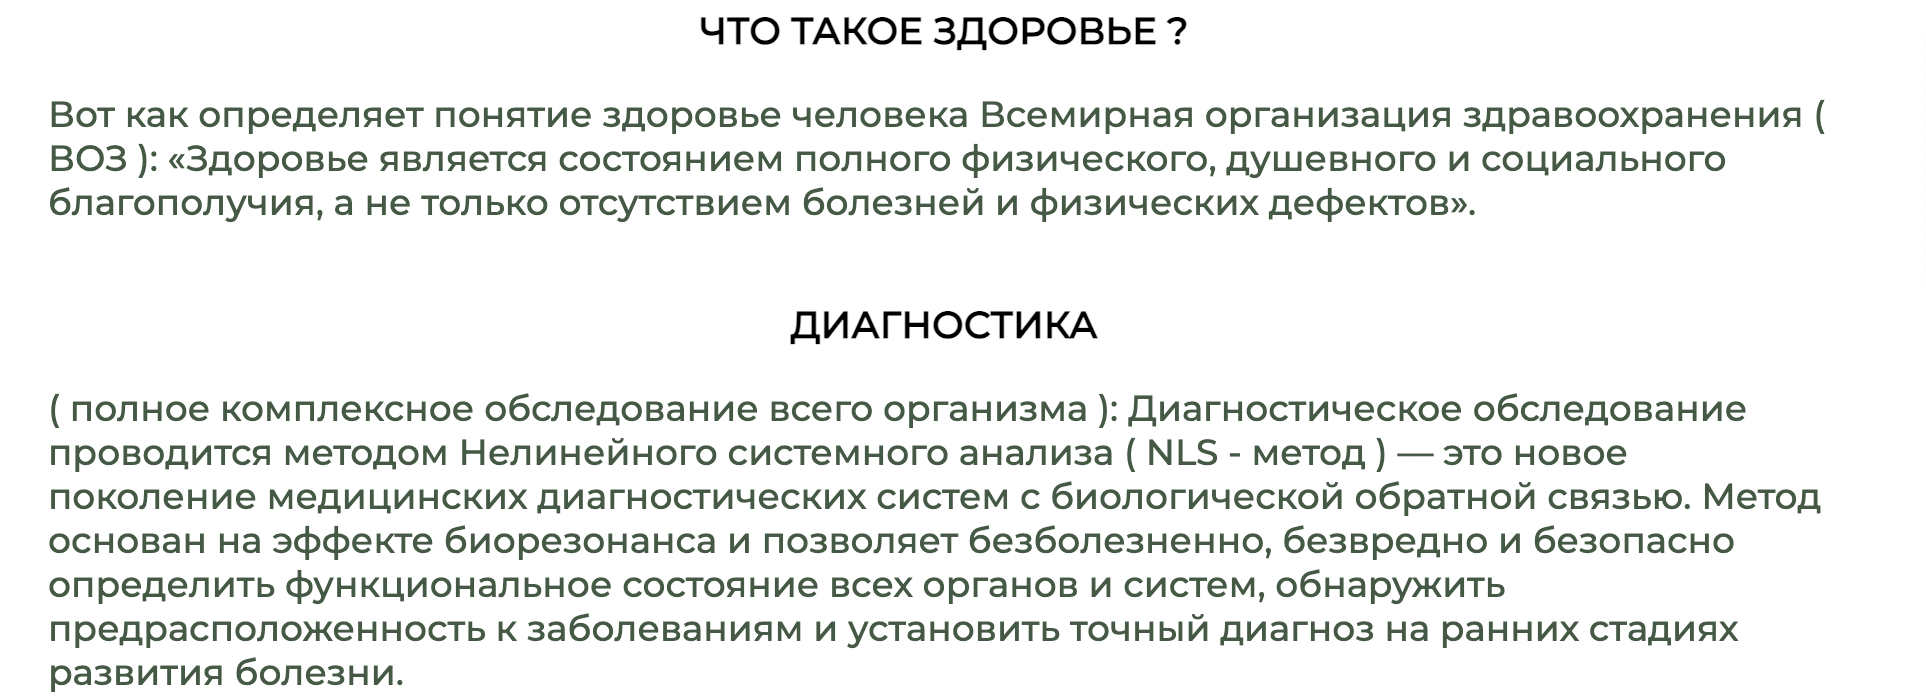 ЧТО ТАКОЕ ЗДОРОВЬЕ ?
Вот как определяет понятие здоровье человека Всемирная организация здравоохранения (
ВОЗ ): «Здоровье является состоянием полного физического, душевного и социального
благополучия, а не только отсутствием болезней и физических дефектов».
ДИАГНОСТИКА
( полное комплексное обследование всего организма ): Диагностическое обследование
проводится методом Нелинейного системного анализа ( NLS - метод ) — это новое
поколение медицинских диагностических систем с биологической обратной связью. Метод
основан на эффекте биорезонанса и позволяет безболезненно, безвредно и безопасно
определить функциональное состояние всех органов и систем, обнаружить
предрасположенность к заболеваниям и установить точный диагноз на ранних стадиях
развития болезни.